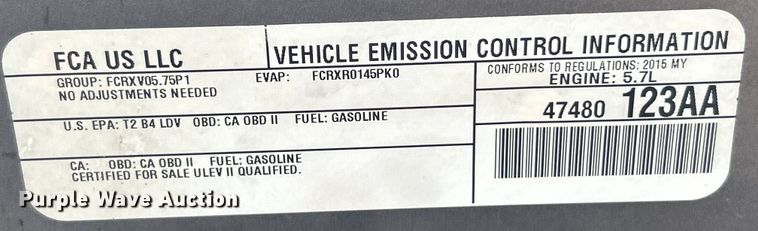 FCA US LLC
VEHICLE EMISSION CONTROL INFORMATION
GROUP: FCRXV05.75P1 EVAP: FCRXR0145PK0
NO ADJUSTMENTS NEEDED
CONFORMS TO REGULATIONS: 2015 MY
ENGINE: 5.7L
47480 123AA
U.S. EPA: T2 B4 LDV OBD: CA OBD II FUEL: GASOLINE
CA: OBD: CA OBD II FUEL: GASOLINE
CERTIFIED FOR SALE ULEV II QUALIFIED.
Purple Wave Auction